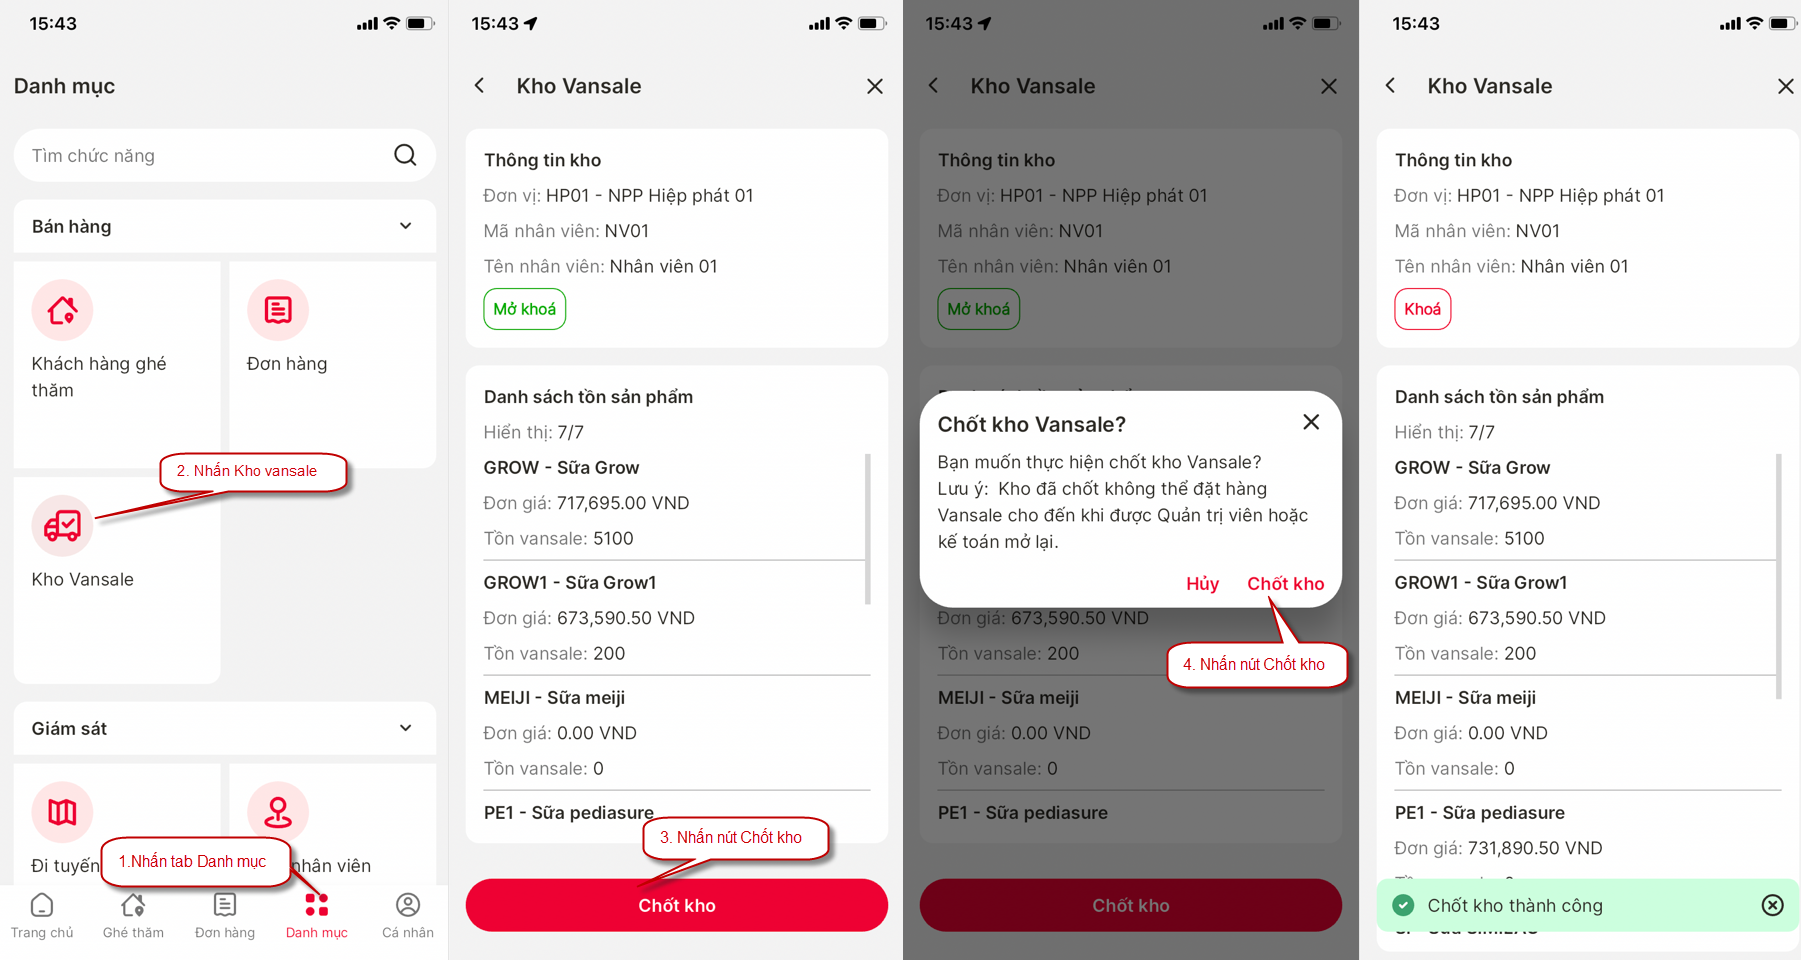 15:43
Danh mục
Tìm chức năng
Bán hàng
Khách hàng ghé
thăm
Đơn hàng
2. Nhấn Kho vansale
Kho Vansale
Giám sát
Đi tuyến
nhân viên
1.Nhấn tab Danh mục
Trang chủ
Ghé thăm
Đơn hàng
Danh mục
Cá nhân
15:43
Kho Vansale
Thông tin kho
Đơn vị: HP01 - NPP Hiệp phát 01
Mã nhân viên: NV01
Tên nhân viên: Nhân viên 01
Mở khoá
Danh sách tồn sản phẩm
Hiển thị: 7/7
GROW - Sữa Grow
Đơn giá: 717,695.00 VND
Tồn vansale: 5100
GROW1 - Sữa Grow1
Đơn giá: 673,590.50 VND
Tồn vansale: 200
MEIJI - Sữa meiji
Đơn giá: 0.00 VND
Tồn vansale: 0
PE1 - Sữa pediasure
3. Nhấn nút Chốt kho
Chốt kho
15:43
Kho Vansale
Thông tin kho
Đơn vị: HP01 - NPP Hiệp phát 01
Mã nhân viên: NV01
Tên nhân viên: Nhân viên 01
Mở khoá
Chốt kho Vansale?
Bạn muốn thực hiện chốt kho Vansale?
Lưu ý: Kho đã chốt không thể đặt hàng
Vansale cho đến khi được Quản trị viên hoặc
kế toán mở lại.
Hủy
Chốt kho
Đơn giá: 673,590.50 VND
Tồn vansale: 200
4. Nhấn nút Chốt kho
MEIJI - Sữa meiji
Đơn giá: 0.00 VND
Tồn vansale: 0
PE1 - Sữa pediasure
Chốt kho
15:43
Kho Vansale
Thông tin kho
Đơn vị: HP01 - NPP Hiệp phát 01
Mã nhân viên: NV01
Tên nhân viên: Nhân viên 01
Khoá
Danh sách tồn sản phẩm
Hiển thị: 7/7
GROW - Sữa Grow
Đơn giá: 717,695.00 VND
Tồn vansale: 5100
GROW1 - Sữa Grow1
Đơn giá: 673,590.50 VND
Tồn vansale: 200
MEIJI - Sữa meiji
Đơn giá: 0.00 VND
Tồn vansale: 0
PE1 - Sữa pediasure
Đơn giá: 731,890.50 VND
Chốt kho thành công